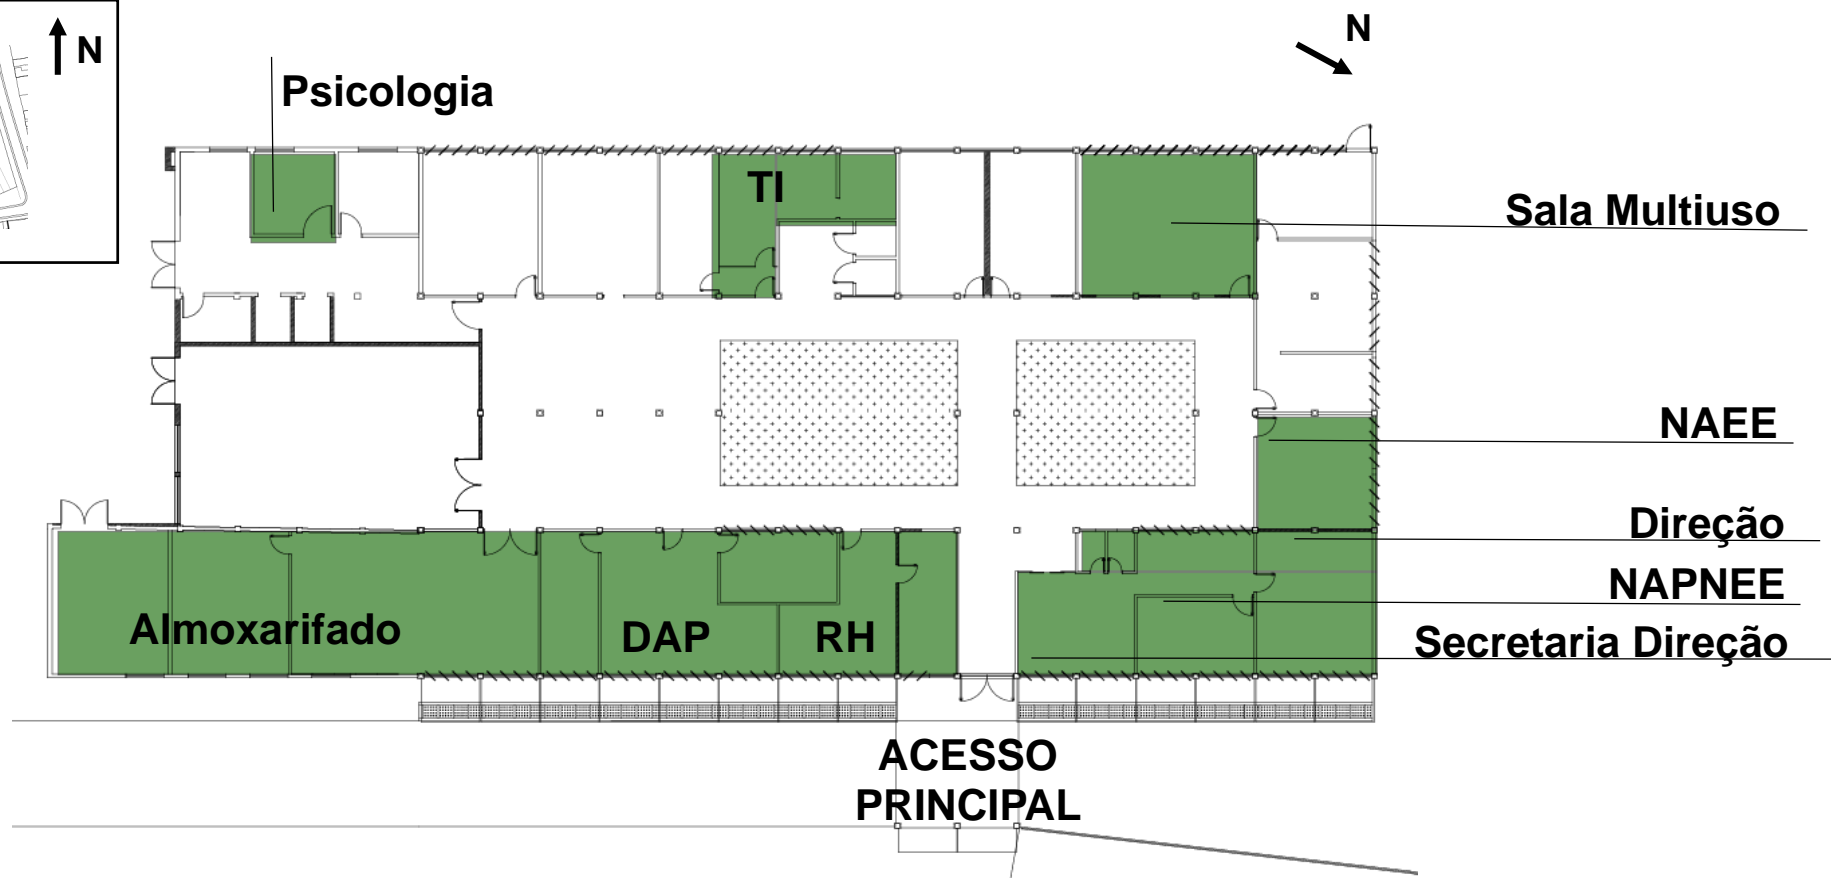 N
N
Psicologia
TI
Sala Multiuso
NAEE
Direção
NAPNEE
Almoxarifado
DAP
RH
Secretaria Direção
ACESSO
PRINCIPAL